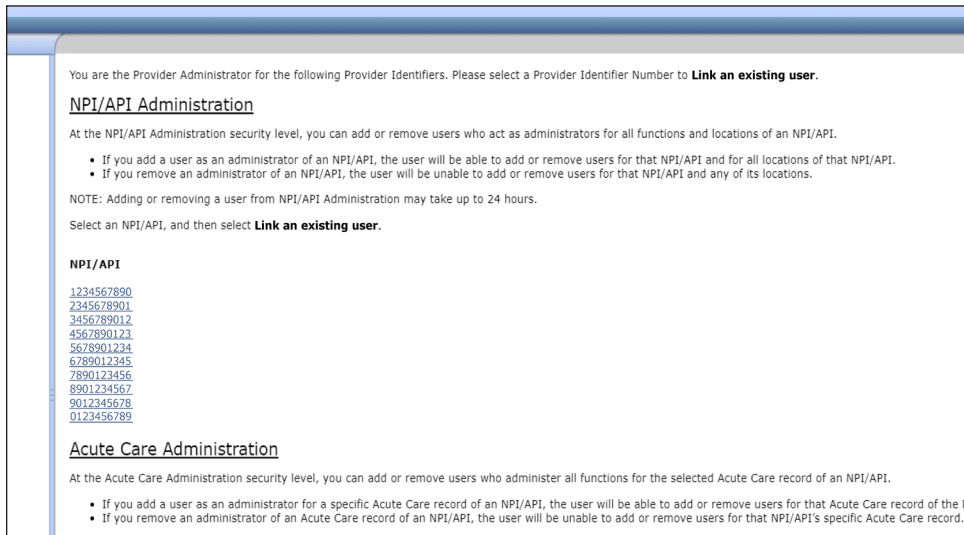 You are the Provider Administrator for the following Provider Identifiers. Please select a Provider Identifier Number to Link an existing user.
NPI/API Administration
At the NPI/API Administration security level, you can add or remove users who act as administrators for all functions and locations of an NPI/API.
• If you add a user as an administrator of an NPI/API, the user will be able to add or remove users for that NPI/API and for all locations of that NPI/API.
• If you remove an administrator of an NPI/API, the user will be unable to add or remove users for that NPI/API and any of its locations.
NOTE: Adding or removing a user from NPI/API Administration may take up to 24 hours.
Select an NPI/API, and then select Link an existing user.
NPI/API
1234567890
2345678901
3456789012
4567890123
5678901234
6789012345
7890123456
8901234567
9012345678
0123456789
Acute Care Administration
At the Acute Care Administration security level, you can add or remove users who administer all functions for the selected Acute Care record of an NPI/API.
• If you add a user as an administrator for a specific Acute Care record of an NPI/API, the user will be able to add or remove users for that Acute Care record of the
• If you remove an administrator of an Acute Care record of an NPI/API, the user will be unable to add or remove users for that NPI/API's specific Acute Care record.